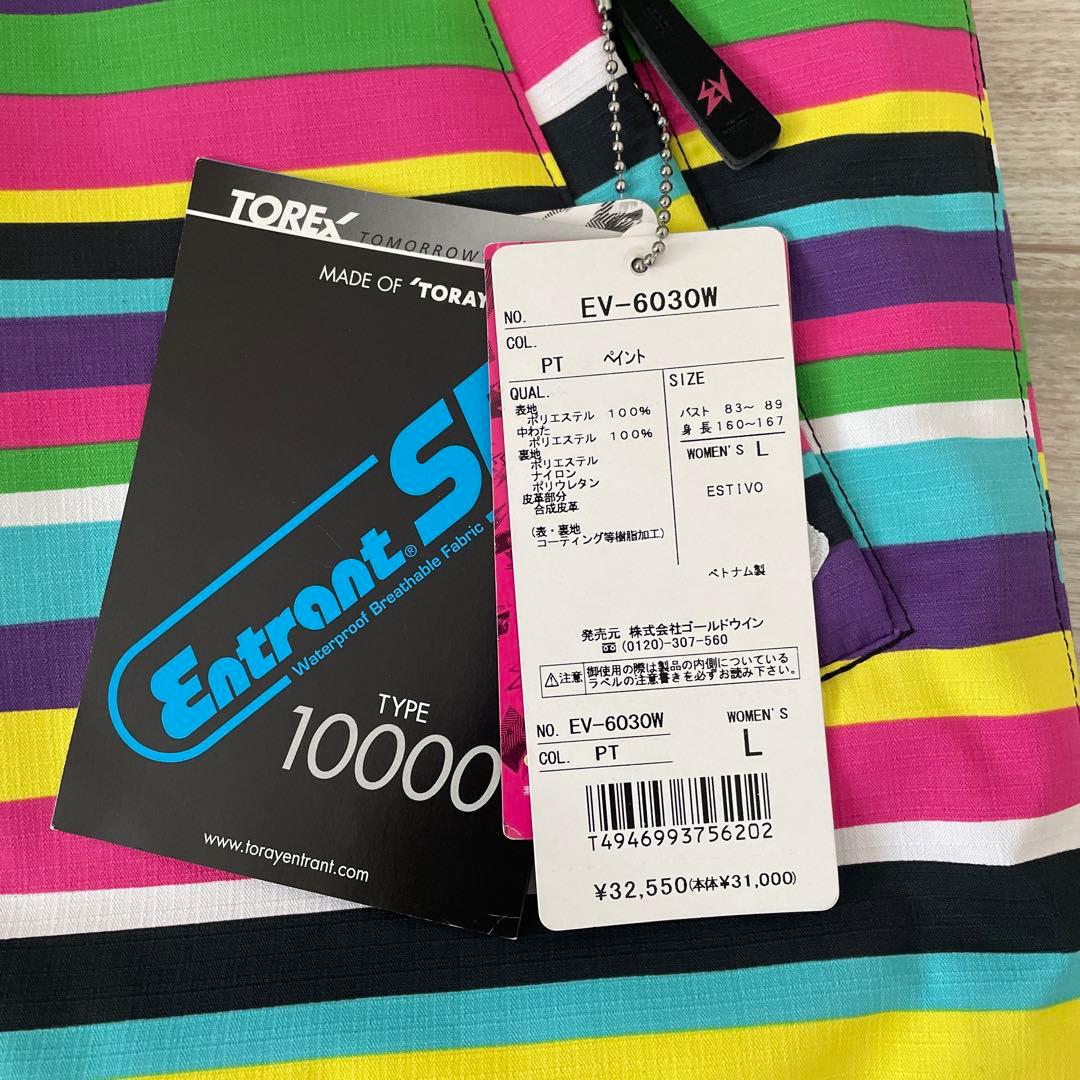 TOREX
TOMORROW
MADE OF 'TORAY
Entrant®
Waterproof Breathable Fabric
TYPE
10000
www.torayentrant.com
NO. EV-6030W
COL.
PT ペイント
QUAL.
表地
ポリエステル 100%
中わた
ポリエステル 100%
裏地
ポリエステル
ナイロン
ポリウレタン
皮革部分
合成皮革
(表・裏地
コーティング等樹脂加工)
SIZE
バスト 83~ 89
身長160~167
WOMEN'S L
ESTIVO
ベトナム製
発売元 株式会社ゴールドウイン
(0120)-307-560
⚠注意 御使用の際は製品の内側についている
ラベルの注意書きを必ずお読み下さい。
NO. EV-6030W WOMEN'S
COL. PT L
T4946993756202
¥32,550(本体¥31,000)